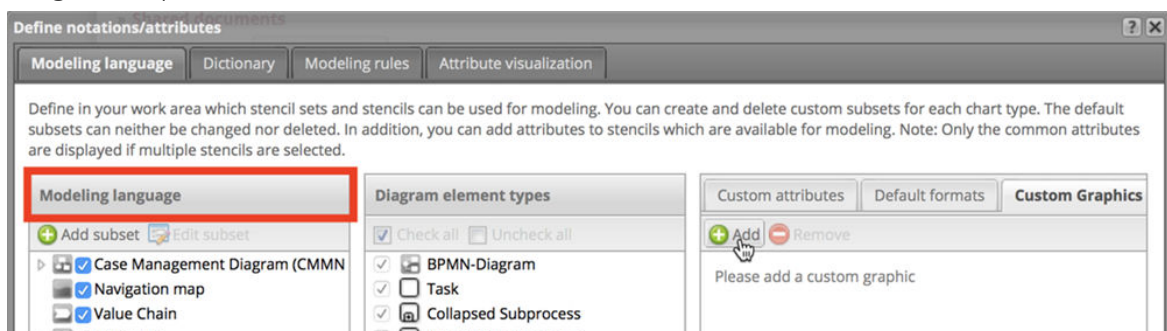 Shared documents
Define notations/attributes
Modeling language Dictionary Modeling rules Attribute visualization
Define in your work area which stencil sets and stencils can be used for modeling. You can create and delete custom subsets for each chart type. The default
subsets can neither be changed nor deleted. In addition, you can add attributes to stencils which are available for modeling. Note: Only the common attributes
are displayed if multiple stencils are selected.
Modeling language Diagram element types Custom attributes Default formats Custom Graphics
Add subset Edit subset Check all Uncheck all Add Remove
Case Management Diagram (CMMN BPMN-Diagram Please add a custom graphic
Navigation map Task
Value Chain Collapsed Subprocess